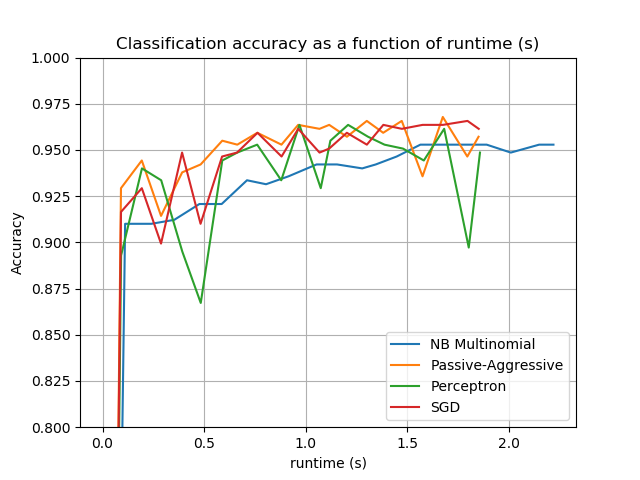 Classification accuracy as a function of runtime (s)
1.000
0.975
0.950
0.925
0.900
0.875
0.850
0.825
0.800
Accuracy
NB Multinomial
Passive-Aggressive
Perceptron
SGD
0.0 0.5 1.0 1.5 2.0
runtime (s)